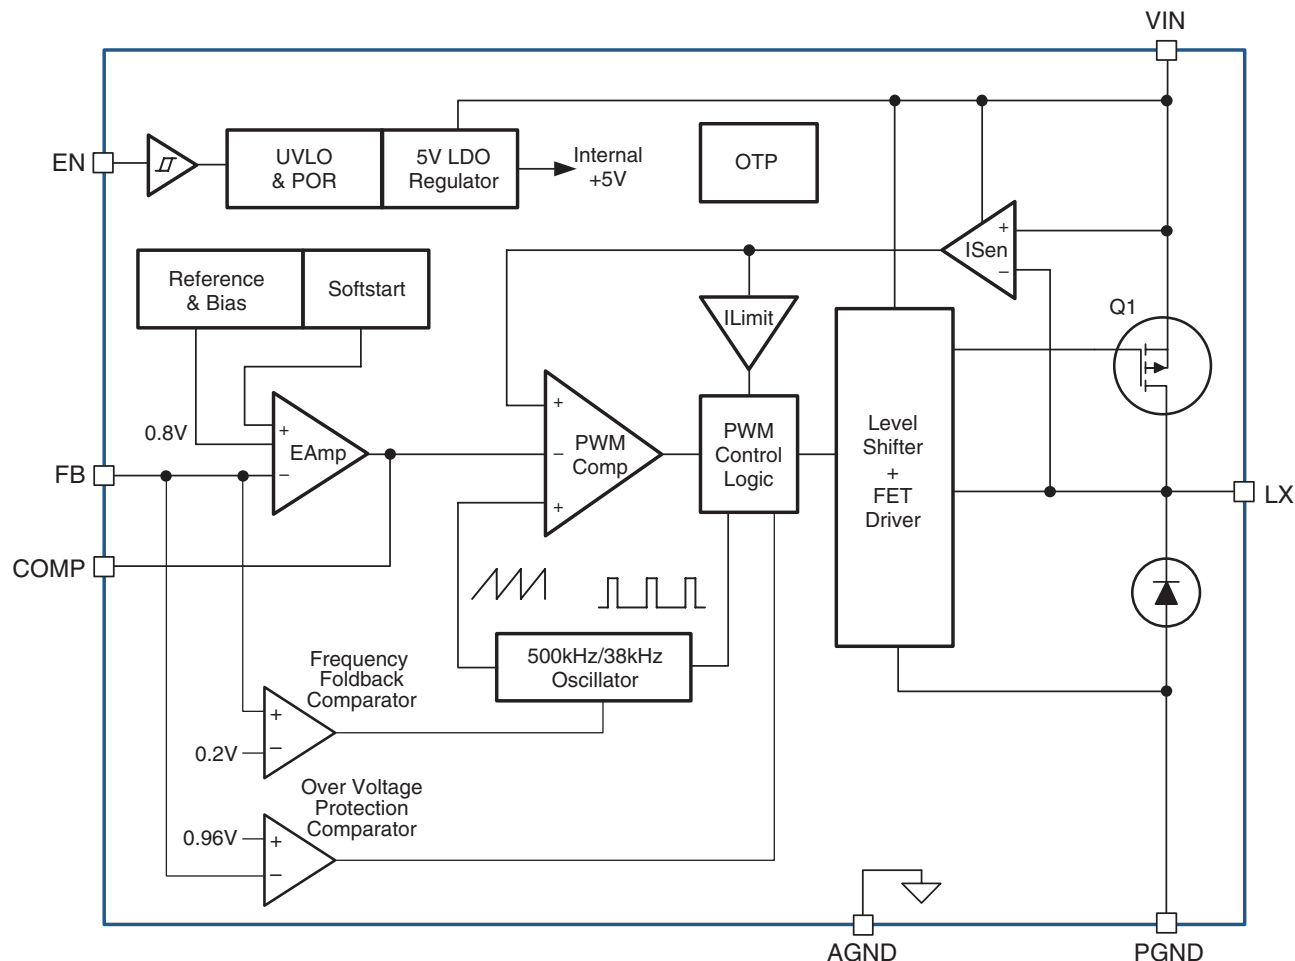 VIN
EN
UVLO
& POR
5V LDO
Regulator
Internal
+5V
OTP
+
ISen
–
Reference
& Bias
Softstart
ILimit
Q1
0.8V
+
EAmp
–
FB
COMP
+
–
PWM
Comp
+
PWM
Control
Logic
Level
Shifter
+
FET
Driver
LX
500kHz/38kHz
Oscillator
Frequency
Foldback
Comparator
+
0.2V
–
Over Voltage
Protection
Comparator
0.96V
+
–
AGND
PGND